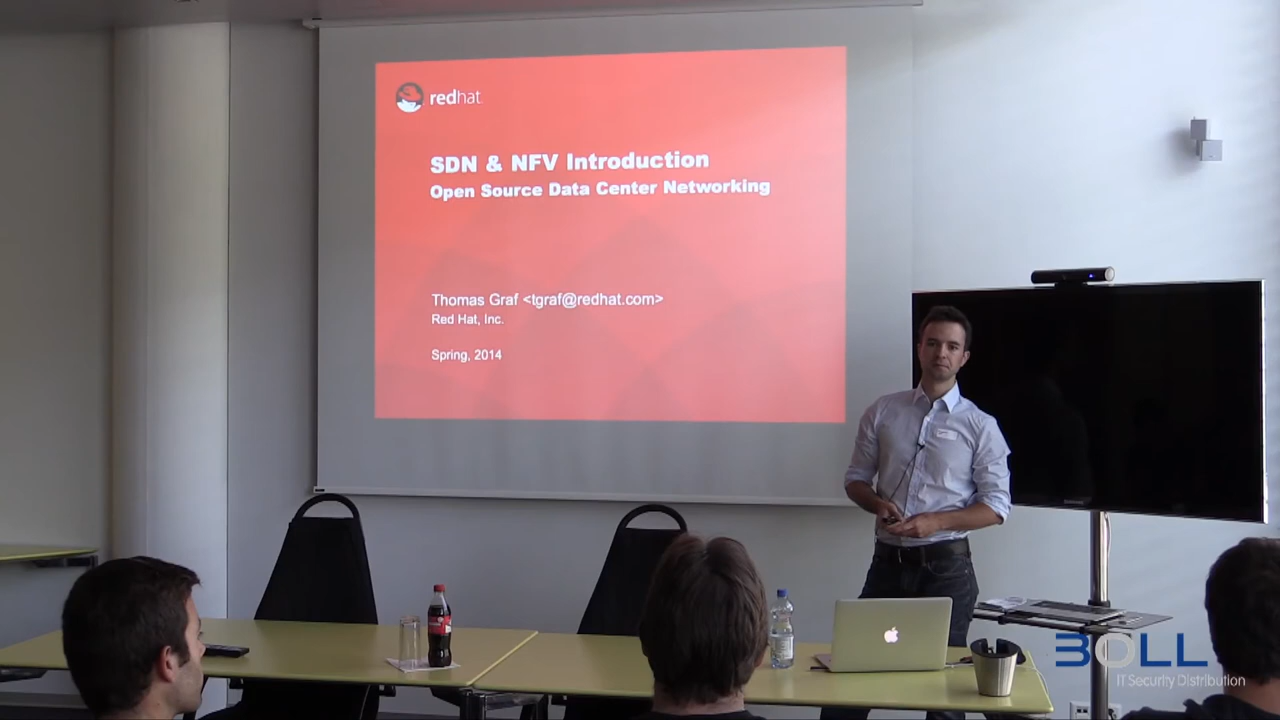 redhat.
SDN & NFV Introduction
Open Source Data Center Networking
Thomas Graf <tgraf@redhat.com>
Red Hat, Inc.
Spring, 2014
BOLL
IT Security Distribution